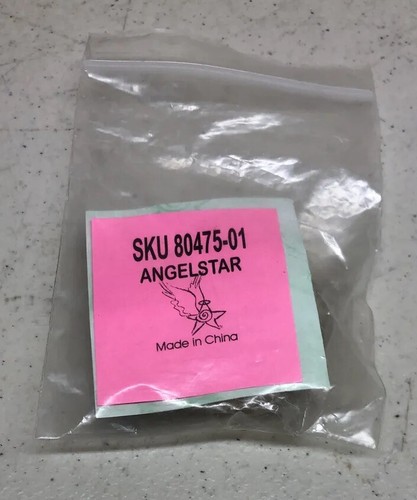 SKU 80475-01
ANGELSTAR
Made in China